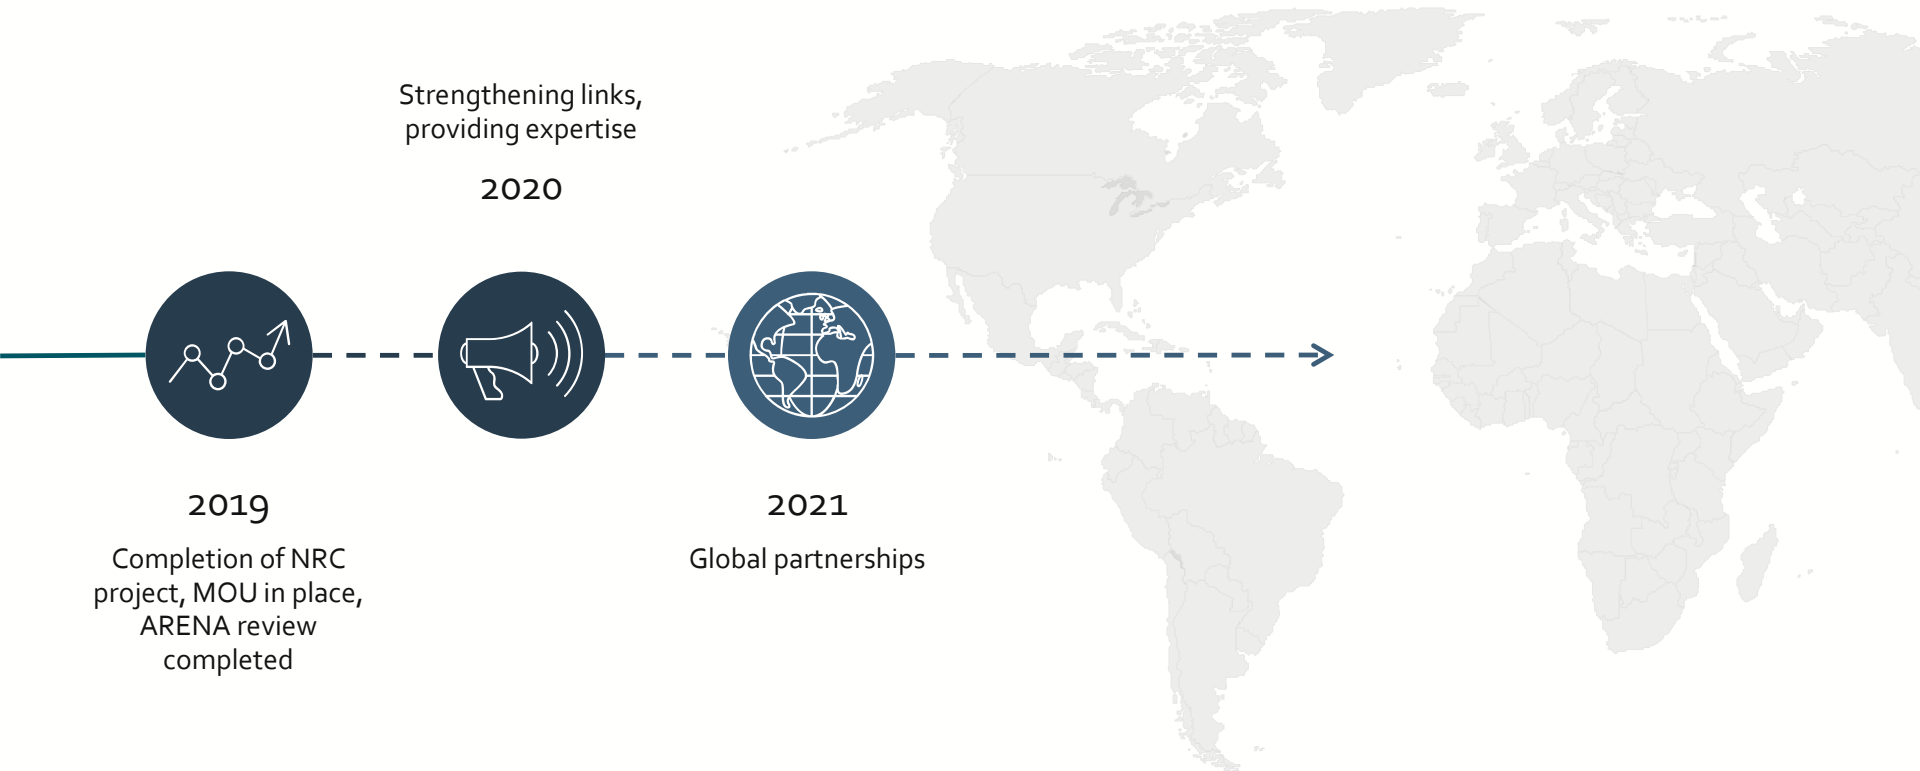 Strengthening links,
providing expertise
2020
2019
Completion of NRC
project, MOU in place,
ARENA review
completed
2021
Global partnerships